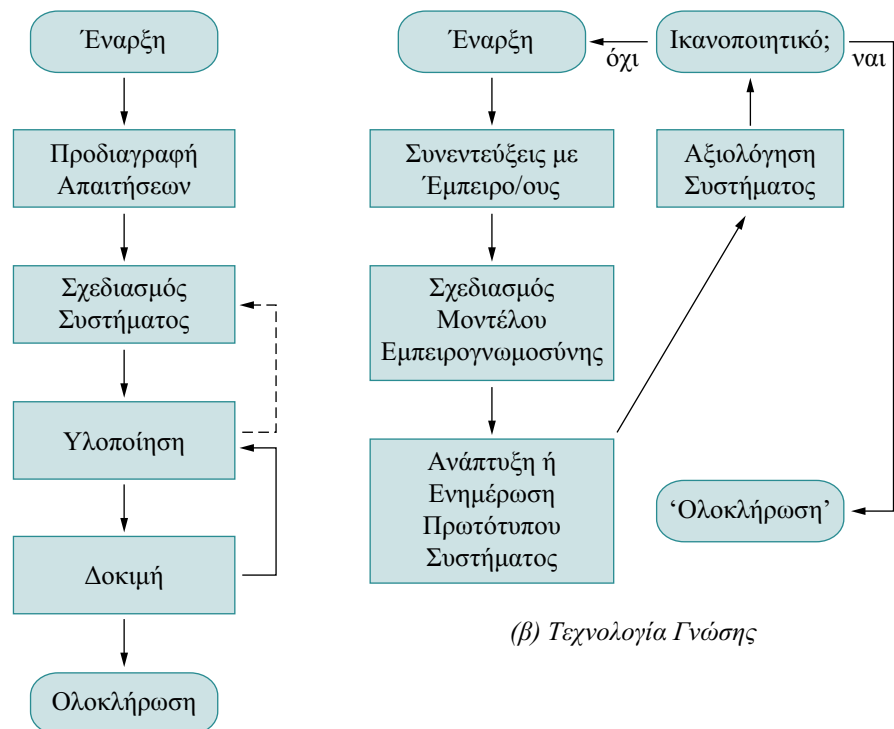 Έναρξη
Προδιαγραφή
Απαιτήσεων
Σχεδιασμός
Συστήματος
Υλοποίηση
Δοκιμή
Ολοκλήρωση
Έναρξη
όχι
Ικανοποιητικό;
ναι
Συνεντεύξεις με
Έμπειρο/ους
Αξιολόγηση
Συστήματος
Σχεδιασμός
Μοντέλου
Εμπειρογνωμοσύνης
Ανάπτυξη ή
Ενημέρωση
Πρωτότυπου
Συστήματος
‘Ολοκλήρωση’
(β) Τεχνολογία Γνώσης